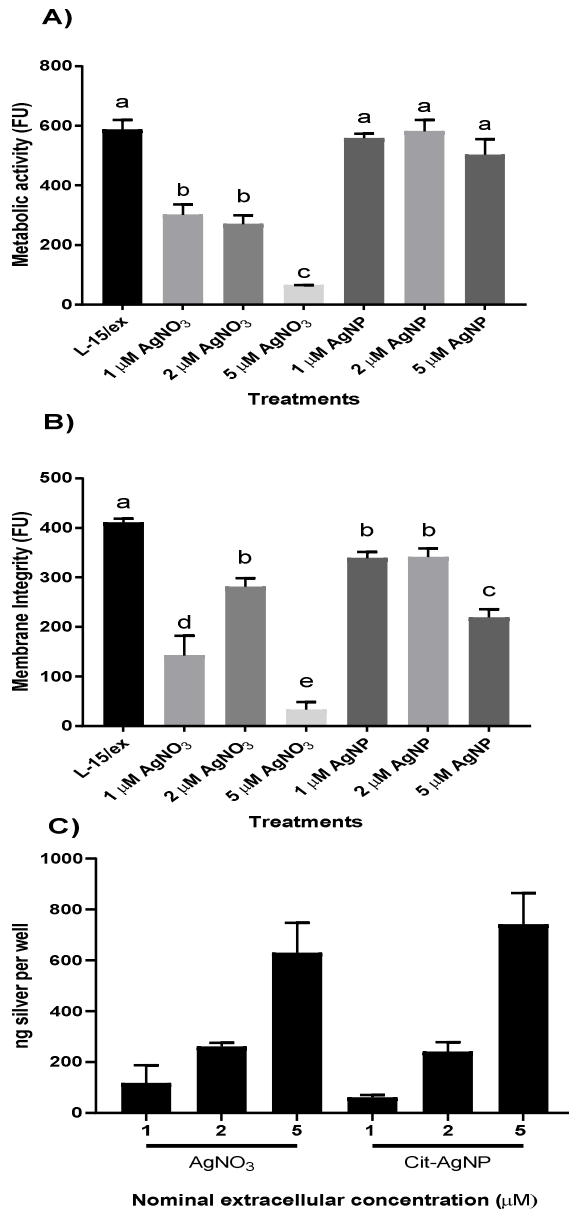 A)
Metabolic activity (FU)
800
600
400
200
0
a
b
b
c
a
a
a
L-15/ex
1 μM AgNO₃
2 μM AgNO₃
5 μM AgNO₃
1 μM AgNP
2 μM AgNP
5 μM AgNP
Treatments
B)
Membrane Integrity (FU)
500
400
300
200
100
0
a
d
b
e
b
b
c
L-15/ex
1 μM AgNO₃
2 μM AgNO₃
5 μM AgNO₃
1 μM AgNP
2 μM AgNP
5 μM AgNP
Treatments
C)
ng silver per well
1000
800
600
400
200
0
1 2 5 1 2 5
AgNO₃ Cit-AgNP
Nominal extracellular concentration (μM)